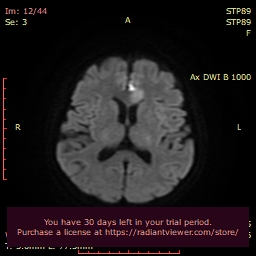 Im: 12/44
STP89
Se: 3
STP89
F
A
Ax DWI B 1000
R
L
You have 30 days left in your trial period.
Purchase a license at https://radiantviewer.com/store/